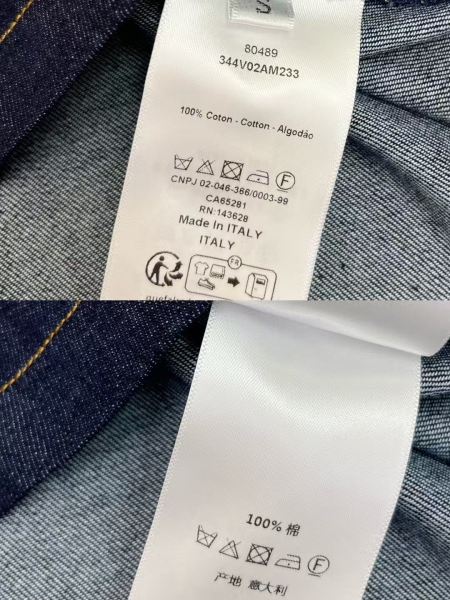 S
80489
344V02AM233
100% Coton - Cotton - Algodão
F
CNPJ 02-046-366/0003-99
CA65281
RN:143628
Made In ITALY
ITALY
FR
100% 棉
F
产地 意大利